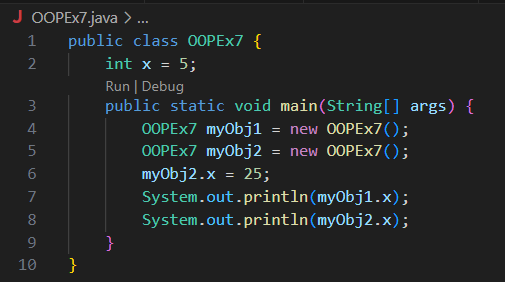 J OOPEx7.java > ...
1 public class OOPEx7 {
2     int x = 5;
Run | Debug
3     public static void main(String[] args) {
4         OOPEx7 myObj1 = new OOPEx7();
5         OOPEx7 myObj2 = new OOPEx7();
6         myObj2.x = 25;
7         System.out.println(myObj1.x);
8         System.out.println(myObj2.x);
9     }
10 }